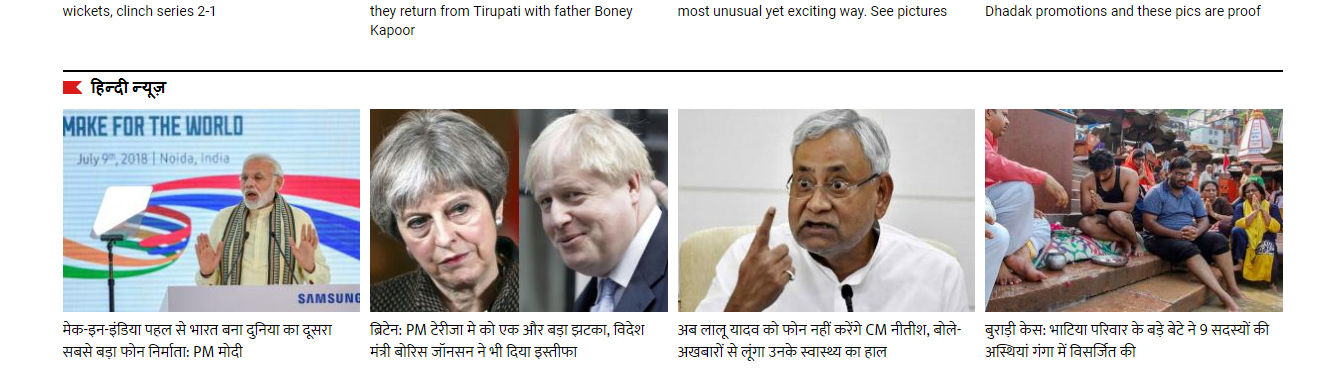 wickets, clinch series 2-1
they return from Tirupati with father Boney
Kapoor
most unusual yet exciting way. See pictures
Dhadak promotions and these pics are proof
हिन्दी न्यूज़
MAKE FOR THE WORLD
July 9th, 2018 | Noida, India
SAMSUNG
मेक-इन-इंडिया पहल से भारत बना दुनिया का दूसरा
सबसे बड़ा फोन निर्माता: PM मोदी
ब्रिटेन: PM टेरीजा मे को एक और बड़ा झटका, विदेश
मंत्री बोरिस जॉनसन ने भी दिया इस्तीफा
अब लालू यादव को फोन नहीं करेंगे CM नीतीश, बोले-
अखबारों से लूंगा उनके स्वास्थ्य का हाल
बुराड़ी केस: भाटिया परिवार के बड़े बेटे ने 9 सदस्यों की
अस्थियां गंगा में विसर्जित की